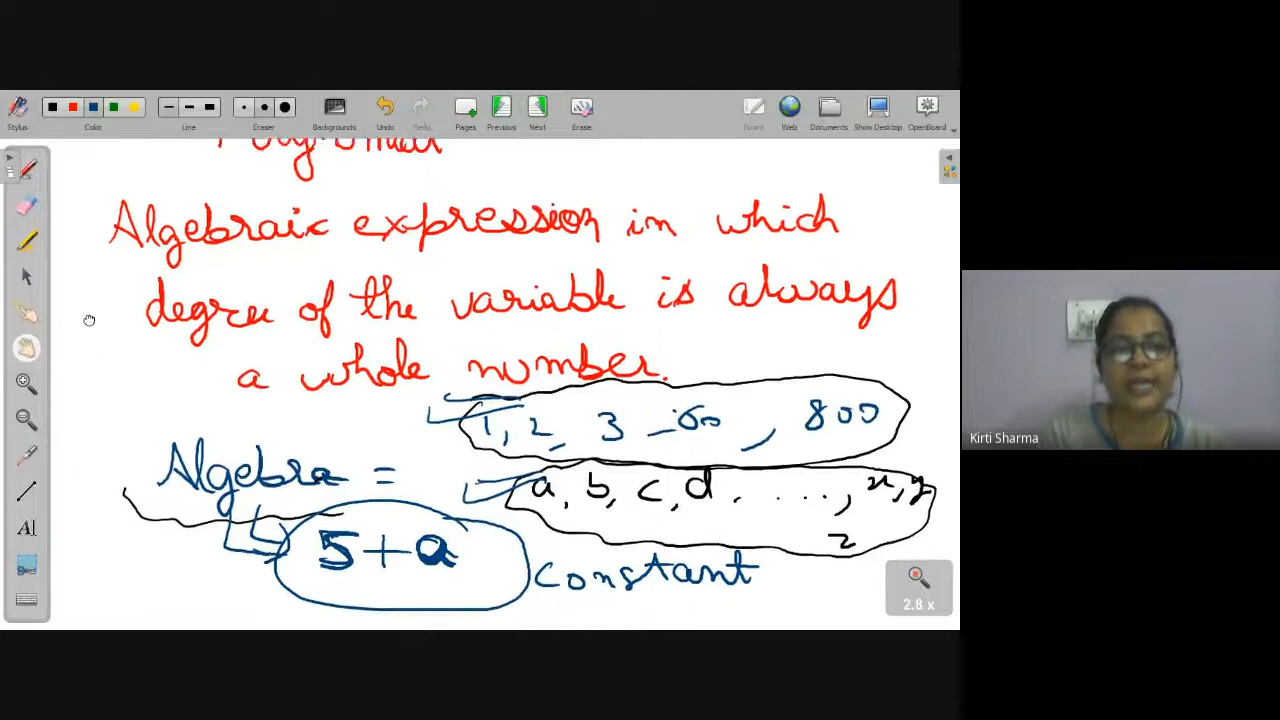 Stylus
Color
Line
Eraser
Backgrounds
Undo
Redo
Pages
Previous
Next
Erase
Board
Web
Documents
Show Desktop
OpenBoard
Algebraic expression in which
degree of the variable is always
a whole number.
1, 2, 3 -60, 800
Algebra =
a, b, c, d, . . . . , x, y
z
5+a
constant
2.8 x
Kirti Sharma